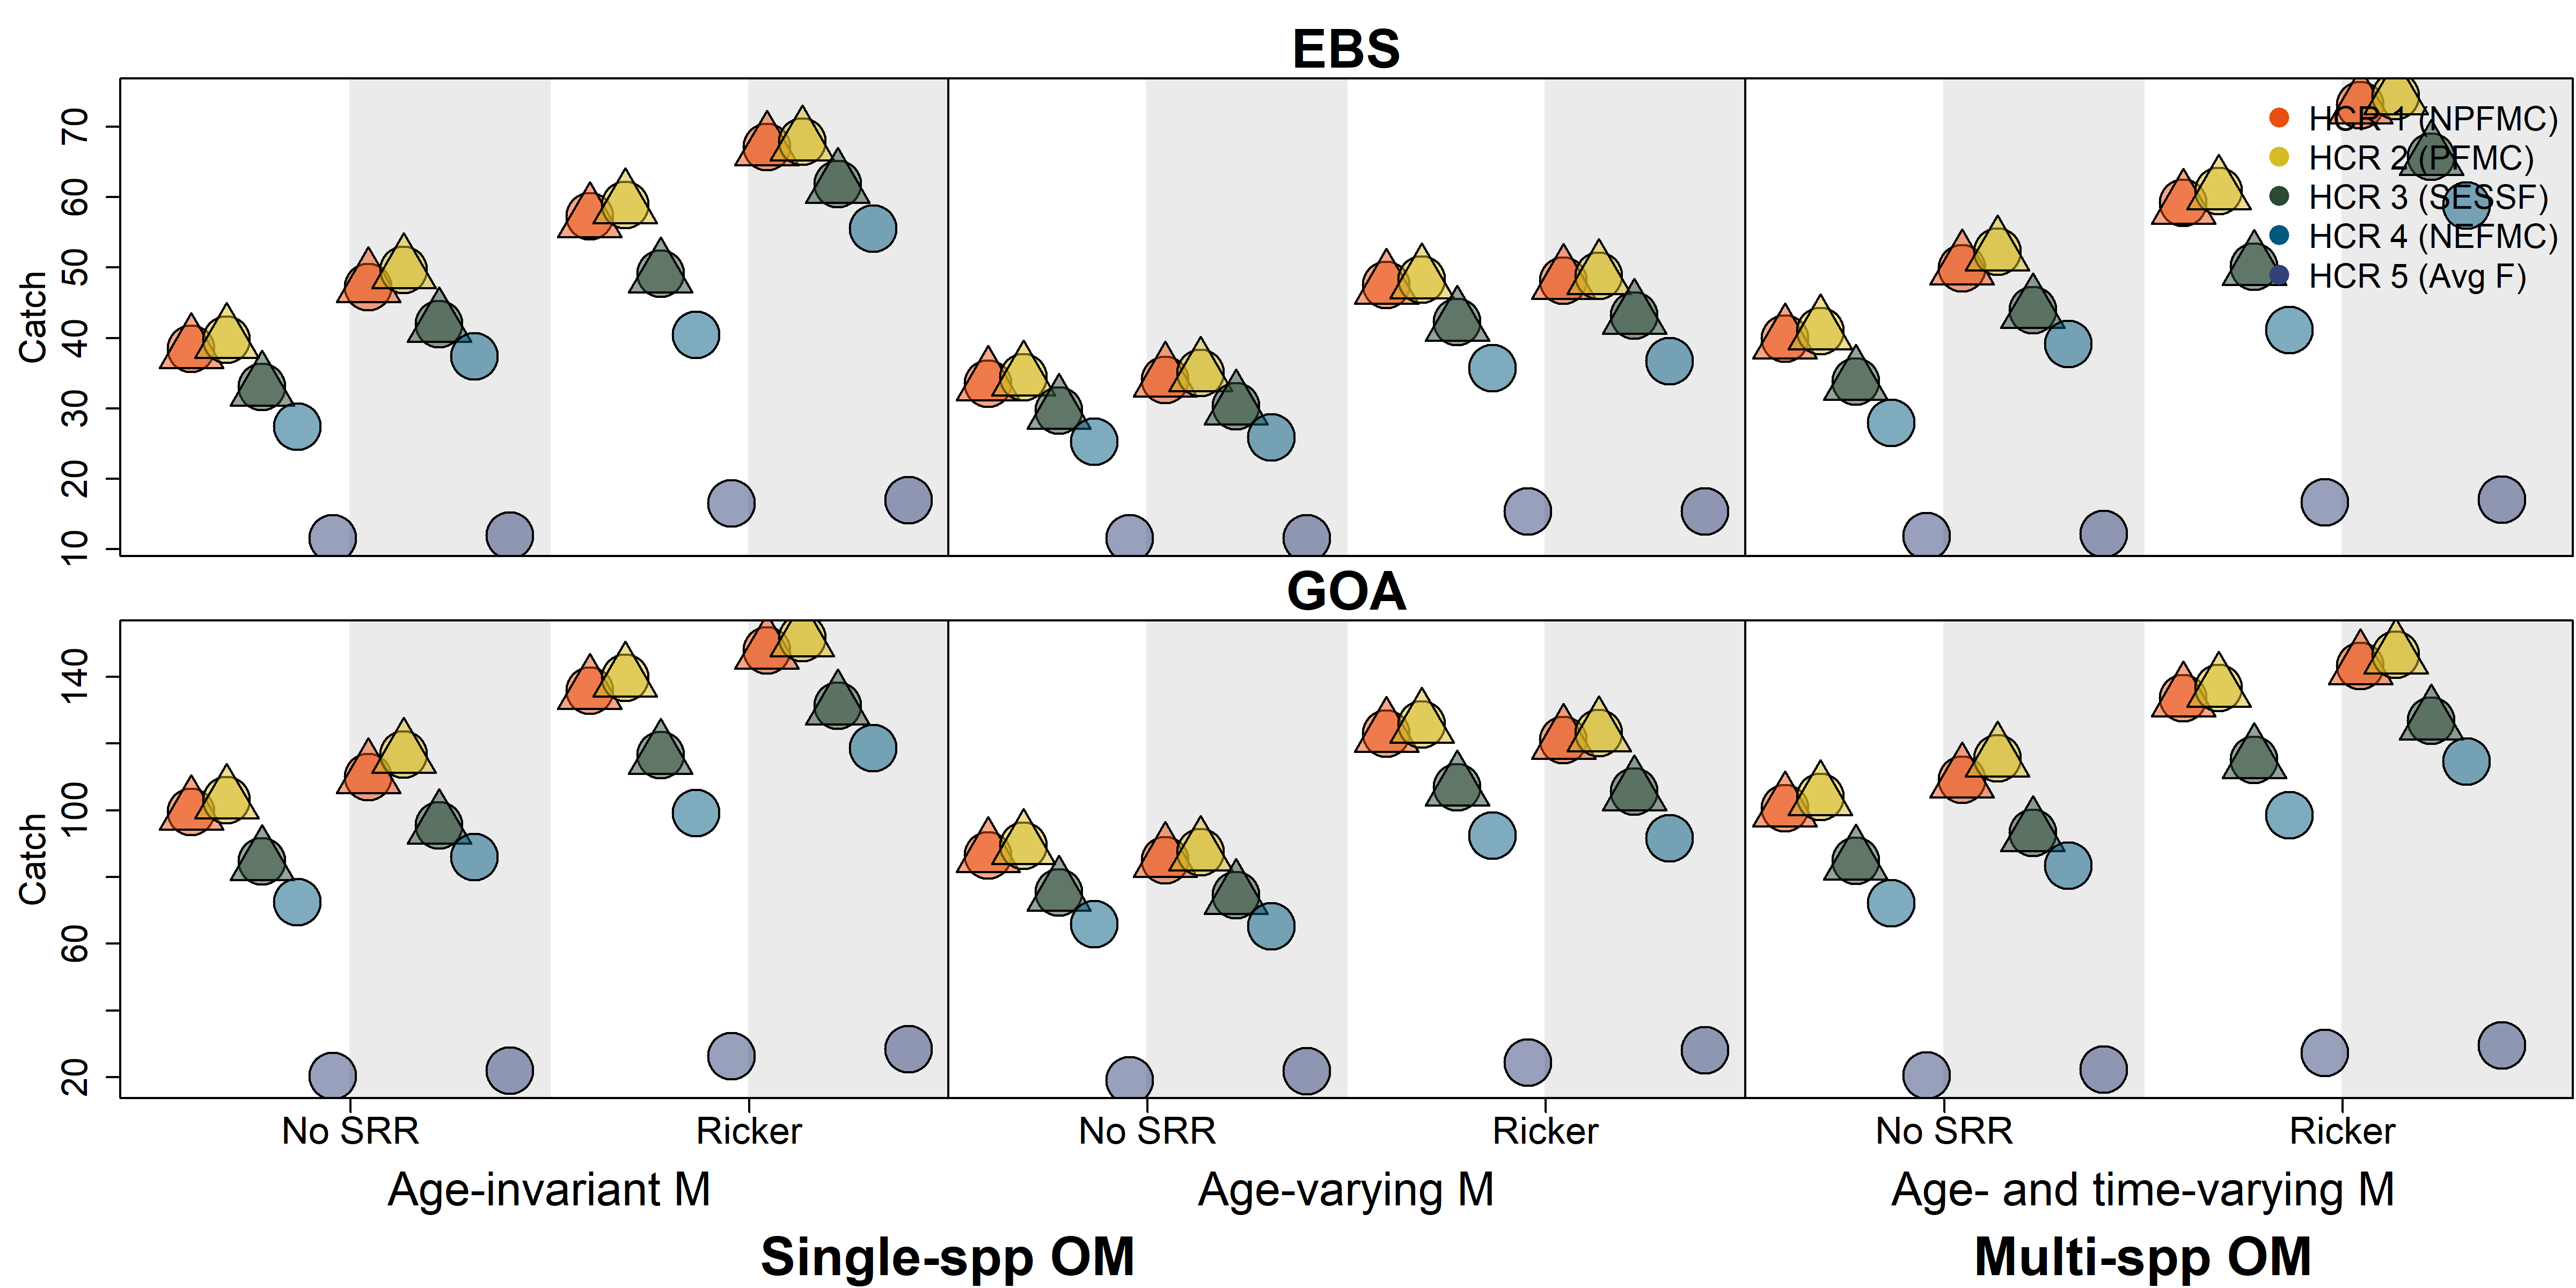 EBS
Catch
70
60
50
40
30
20
10
HCR 1 (NPFMC)
HCR 2 (PFMC)
HCR 3 (SESSF)
HCR 4 (NEFMC)
HCR 5 (Avg F)
GOA
Catch
140
100
60
20
No SRR
Ricker
No SRR
Ricker
No SRR
Ricker
Age-invariant M
Age-varying M
Age- and time-varying M
Single-spp OM
Multi-spp OM